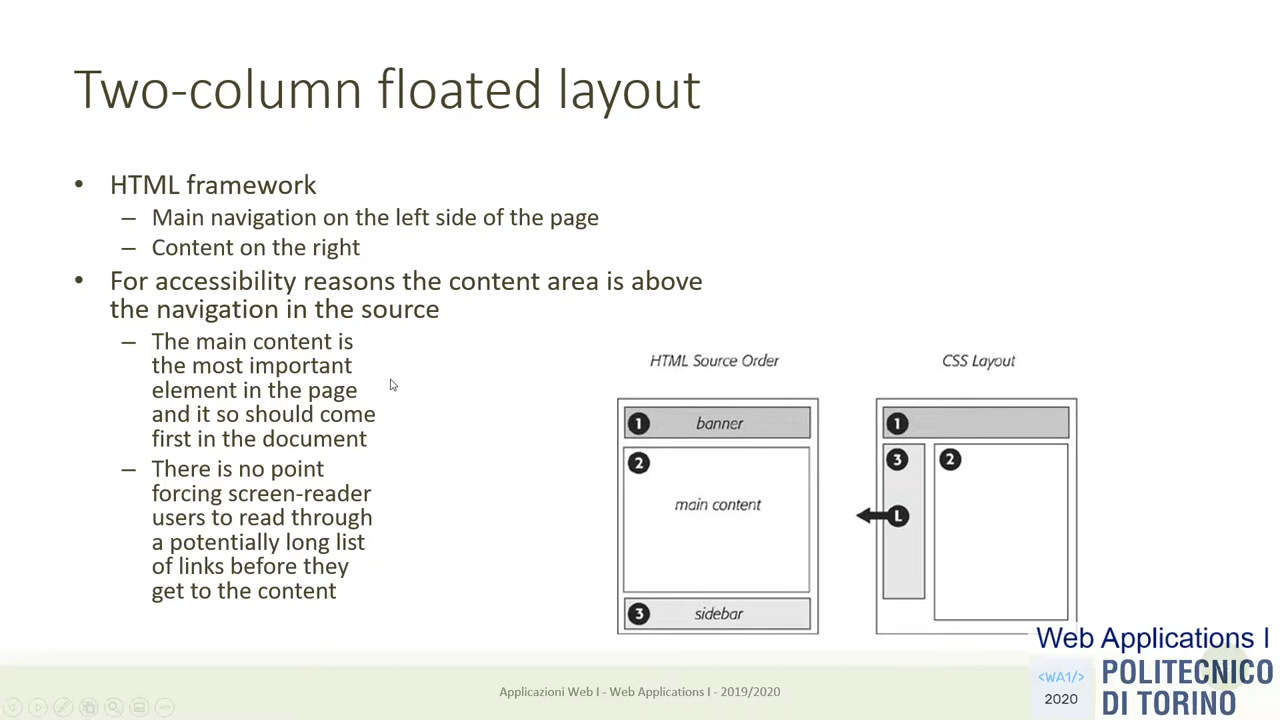 Two-column floated layout
• HTML framework
– Main navigation on the left side of the page
– Content on the right
• For accessibility reasons the content area is above
the navigation in the source
– The main content is
the most important
element in the page
and it so should come
first in the document
– There is no point
forcing screen-reader
users to read through
a potentially long list
of links before they
get to the content
HTML Source Order
1 banner
2
main content
3 sidebar
CSS Layout
1
3 2
L
Applicazioni Web I - Web Applications I - 2019/2020
Web Applications I
<WA1/>
2020
POLITECNICO
DI TORINO